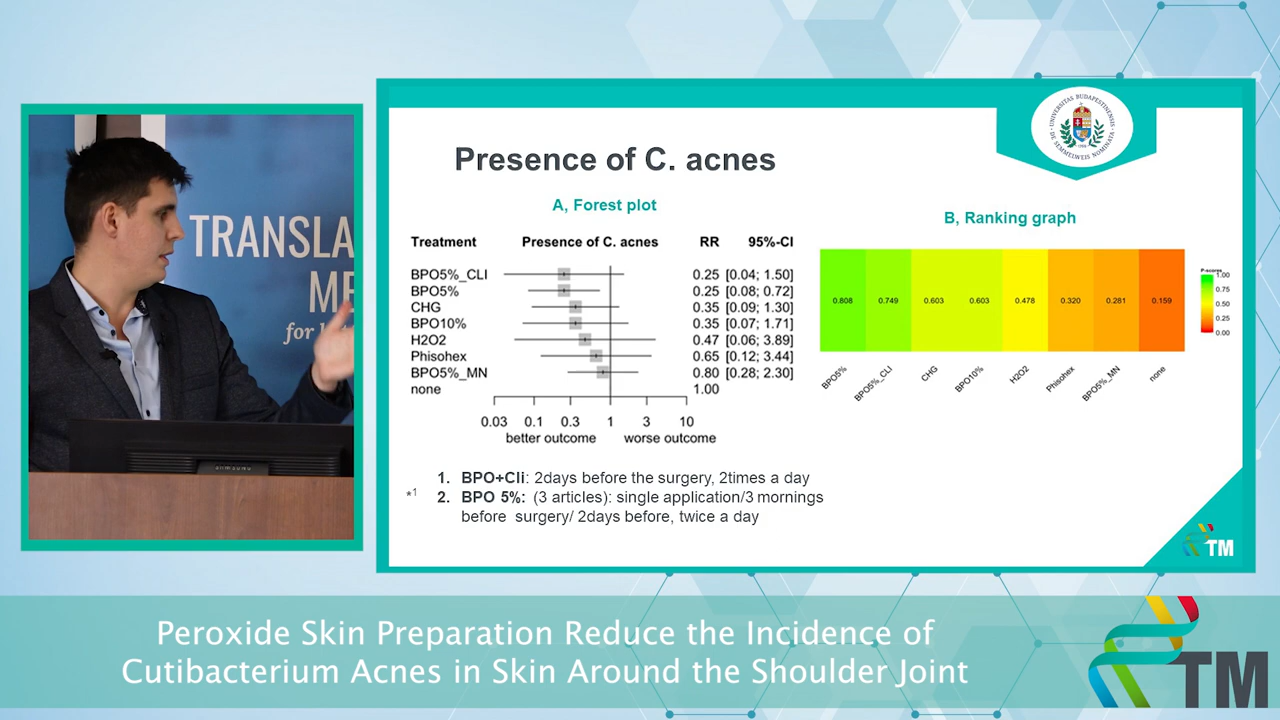 TRANSLA
ME
for
SAMSUNG
UNIVERSITAS BUDAPESTINENSIS
DE SEMMELWEIS NOMINATA
Presence of C. acnes
A, Forest plot
Treatment Presence of C. acnes RR 95%-CI
BPO5%_CLI 0.25 [0.04; 1.50]
BPO5% 0.25 [0.08; 0.72]
CHG 0.35 [0.09; 1.30]
BPO10% 0.35 [0.07; 1.71]
H2O2 0.47 [0.06; 3.89]
Phisohex 0.65 [0.12; 3.44]
BPO5%_MN 0.80 [0.28; 2.30]
none 1.00
0.03 0.1 0.3 1 3 10
better outcome worse outcome
B, Ranking graph
0.808 0.749 0.603 0.603 0.478 0.320 0.281 0.159
BPO5% BPO5%_CLI CHG BPO10% H2O2 Phisohex BPO5%_MN none
P-scores
1.00
0.75
0.50
0.25
0.00
1. BPO+Cli: 2days before the surgery, 2times a day
*1 2. BPO 5%: (3 articles): single application/3 mornings
before surgery/ 2days before, twice a day
TM
Peroxide Skin Preparation Reduce the Incidence of
Cutibacterium Acnes in Skin Around the Shoulder Joint
TM